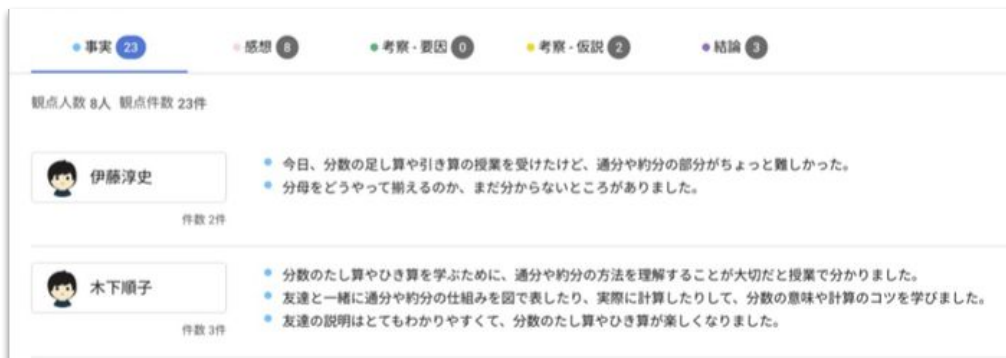 事実 23 感想 8 考察 - 要因 0 考察 - 仮説 2 結論 3
観点人数 8人 観点件数 23件
伊藤淳史
今日、分数の足し算や引き算の授業を受けたけど、通分や約分の部分がちょっと難しかった。
分母をどうやって揃えるのか、まだ分からないところがありました。
件数 2件
木下順子
分数のたし算やひき算を学ぶために、通分や約分の方法を理解することが大切だと授業で分かりました。
友達と一緒に通分や約分の仕組みを図で表したり、実際に計算したりして、分数の意味や計算のコツを学びました。
友達の説明はとてもわかりやすくて、分数のたし算やひき算が楽しくなりました。
件数 3件